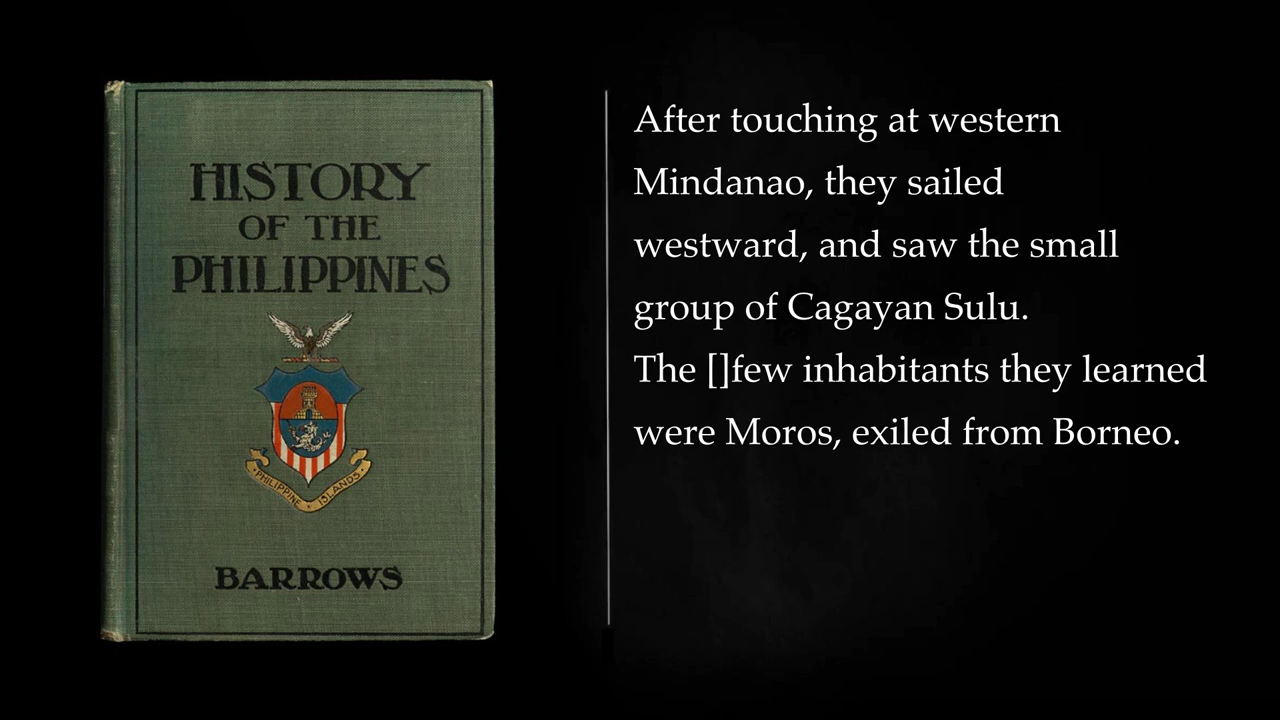 HISTORY
OF THE
PHILIPPINES
PHILIPPINE ISLANDS
BARROWS
After touching at western
Mindanao, they sailed
westward, and saw the small
group of Cagayan Sulu.
The []few inhabitants they learned
were Moros, exiled from Borneo.